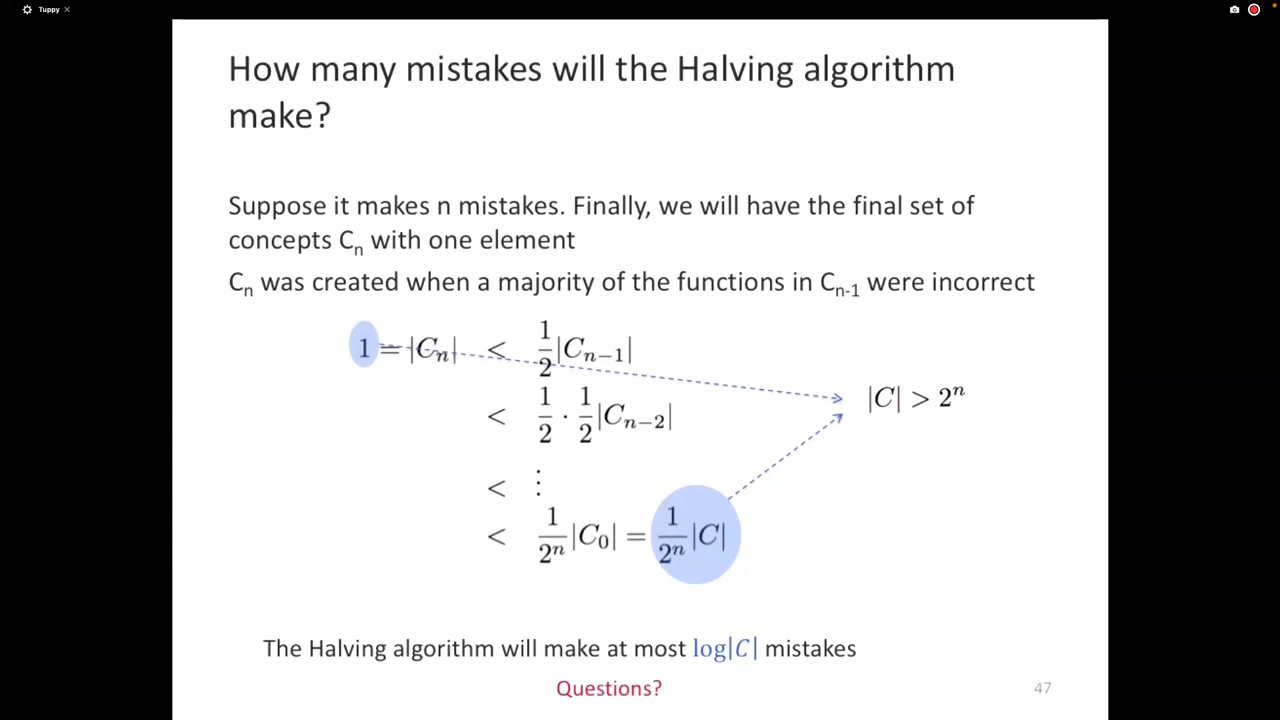 Tuppy ×
How many mistakes will the Halving algorithm
make?
Suppose it makes n mistakes. Finally, we will have the final set of
concepts Cₙ with one element
Cₙ was created when a majority of the functions in Cₙ₋₁ were incorrect
1 = |Cₙ| < 1/2 |Cₙ₋₁|
|C| > 2ⁿ
< 1/2 · 1/2 |Cₙ₋₂|
< ⋮
< 1/2ⁿ |C₀| = 1/2ⁿ |C|
The Halving algorithm will make at most log|C| mistakes
Questions?
47